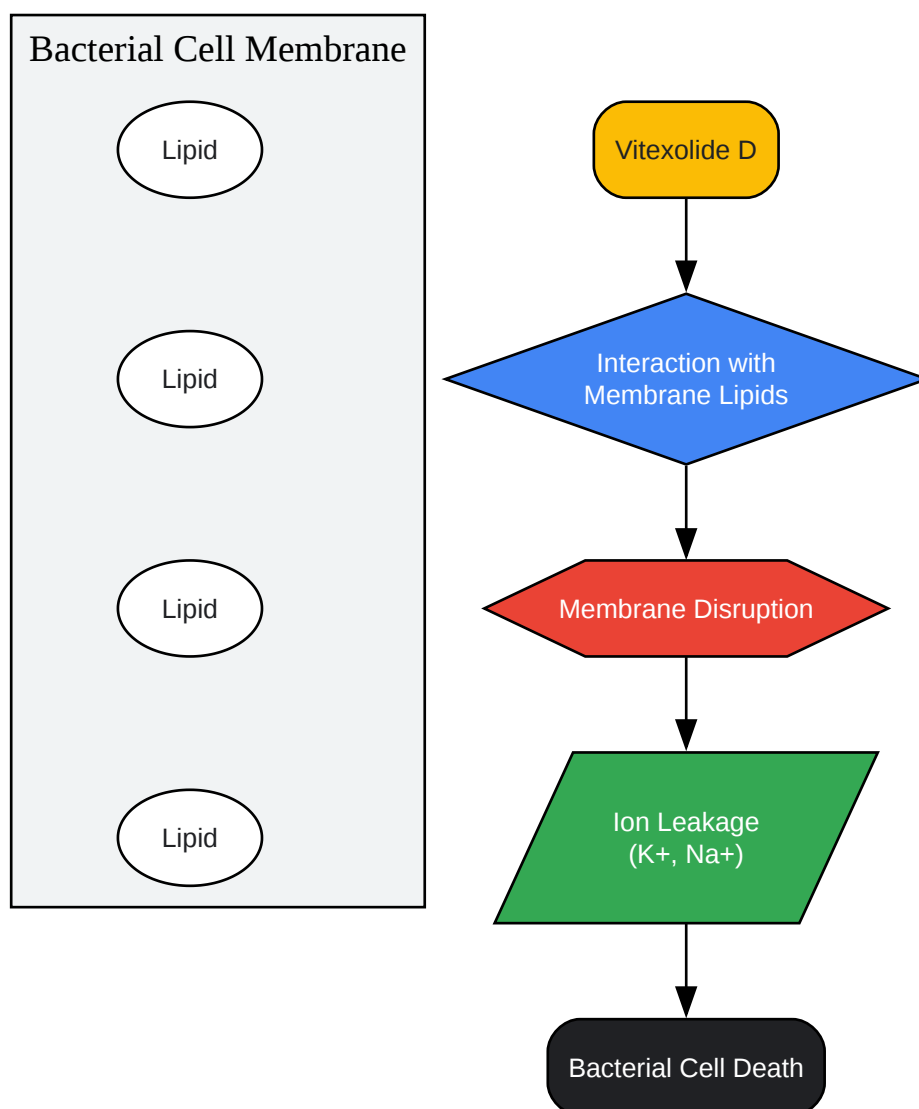 Bacterial Cell Membrane
Lipid
Lipid
Lipid
Lipid
Vitexolide D
Interaction with
Membrane Lipids
Membrane Disruption
Ion Leakage
(K+, Na+)
Bacterial Cell Death